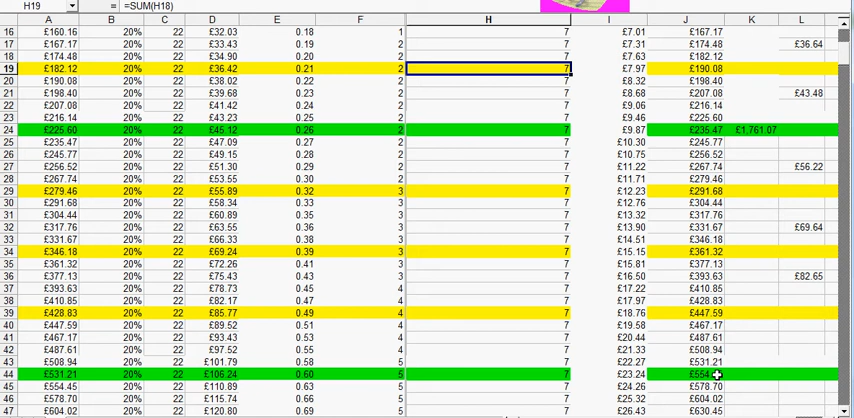 H19 = =SUM(H18)
A B C D E F H I J K L
16 £160.16 20% 22 £32.03 0.18 1 7 £7.01 £167.17
17 £167.17 20% 22 £33.43 0.19 2 7 £7.31 £174.48 £36.64
18 £174.48 20% 22 £34.90 0.20 2 7 £7.63 £182.12
19 £182.12 20% 22 £36.42 0.21 2 7 £7.97 £190.08
20 £190.08 20% 22 £38.02 0.22 2 7 £8.32 £198.40
21 £198.40 20% 22 £39.68 0.23 2 7 £8.68 £207.08 £43.48
22 £207.08 20% 22 £41.42 0.24 2 7 £9.06 £216.14
23 £216.14 20% 22 £43.23 0.25 2 7 £9.46 £225.60
24 £225.60 20% 22 £45.12 0.26 2 7 £9.87 £235.47 £1,761.07
25 £235.47 20% 22 £47.09 0.27 2 7 £10.30 £245.77
26 £245.77 20% 22 £49.15 0.28 2 7 £10.75 £256.52
27 £256.52 20% 22 £51.30 0.29 2 7 £11.22 £267.74 £56.22
28 £267.74 20% 22 £53.55 0.30 2 7 £11.71 £279.46
29 £279.46 20% 22 £55.89 0.32 3 7 £12.23 £291.68
30 £291.68 20% 22 £58.34 0.33 3 7 £12.76 £304.44
31 £304.44 20% 22 £60.89 0.35 3 7 £13.32 £317.76
32 £317.76 20% 22 £63.55 0.36 3 7 £13.90 £331.67 £69.64
33 £331.67 20% 22 £66.33 0.38 3 7 £14.51 £346.18
34 £346.18 20% 22 £69.24 0.39 3 7 £15.15 £361.32
35 £361.32 20% 22 £72.26 0.41 3 7 £15.81 £377.13
36 £377.13 20% 22 £75.43 0.43 3 7 £16.50 £393.63 £82.65
37 £393.63 20% 22 £78.73 0.45 4 7 £17.22 £410.85
38 £410.85 20% 22 £82.17 0.47 4 7 £17.97 £428.83
39 £428.83 20% 22 £85.77 0.49 4 7 £18.76 £447.59
40 £447.59 20% 22 £89.52 0.51 4 7 £19.58 £467.17
41 £467.17 20% 22 £93.43 0.53 4 7 £20.44 £487.61
42 £487.61 20% 22 £97.52 0.55 4 7 £21.33 £508.94
43 £508.94 20% 22 £101.79 0.58 5 7 £22.27 £531.21
44 £531.21 20% 22 £106.24 0.60 5 7 £23.24
45 £554.45 20% 22 £110.89 0.63 5 7 £24.26 £578.70
46 £578.70 20% 22 £115.74 0.66 5 7 £25.32 £604.02
47 £604.02 20% 22 £120.80 0.69 5 7 £26.43 £630.45